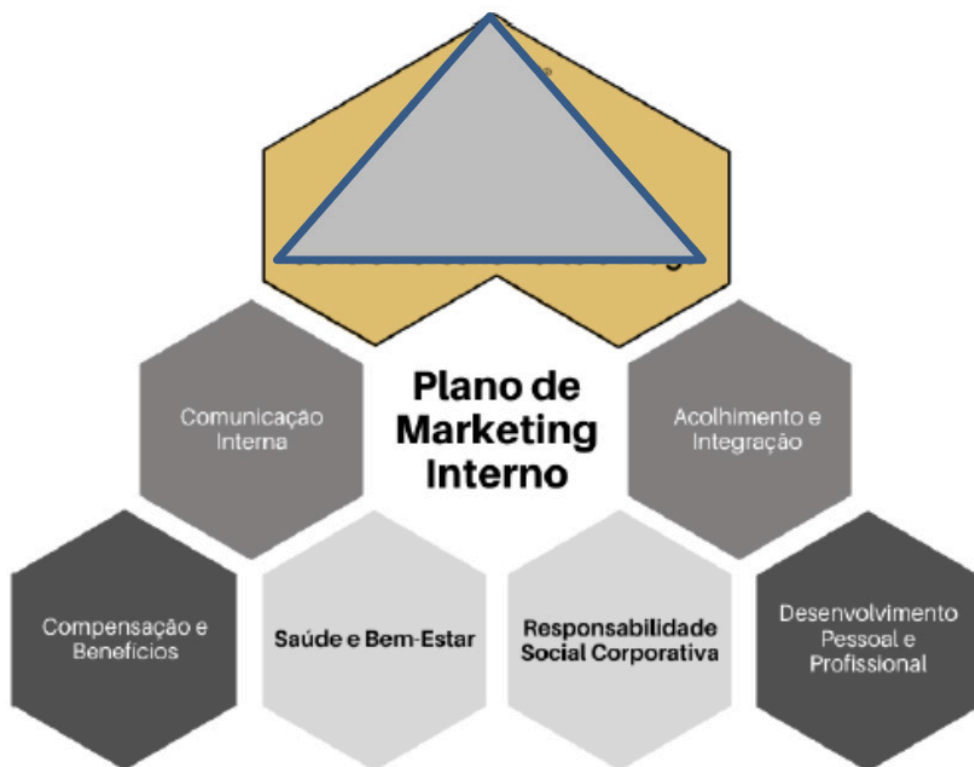 Comunicação
Interna
Plano de
Marketing
Interno
Acolhimento e
Integração
Compensação e
Benefícios
Saúde e Bem-Estar
Responsabilidade
Social Corporativa
Desenvolvimento
Pessoal e
Profissional